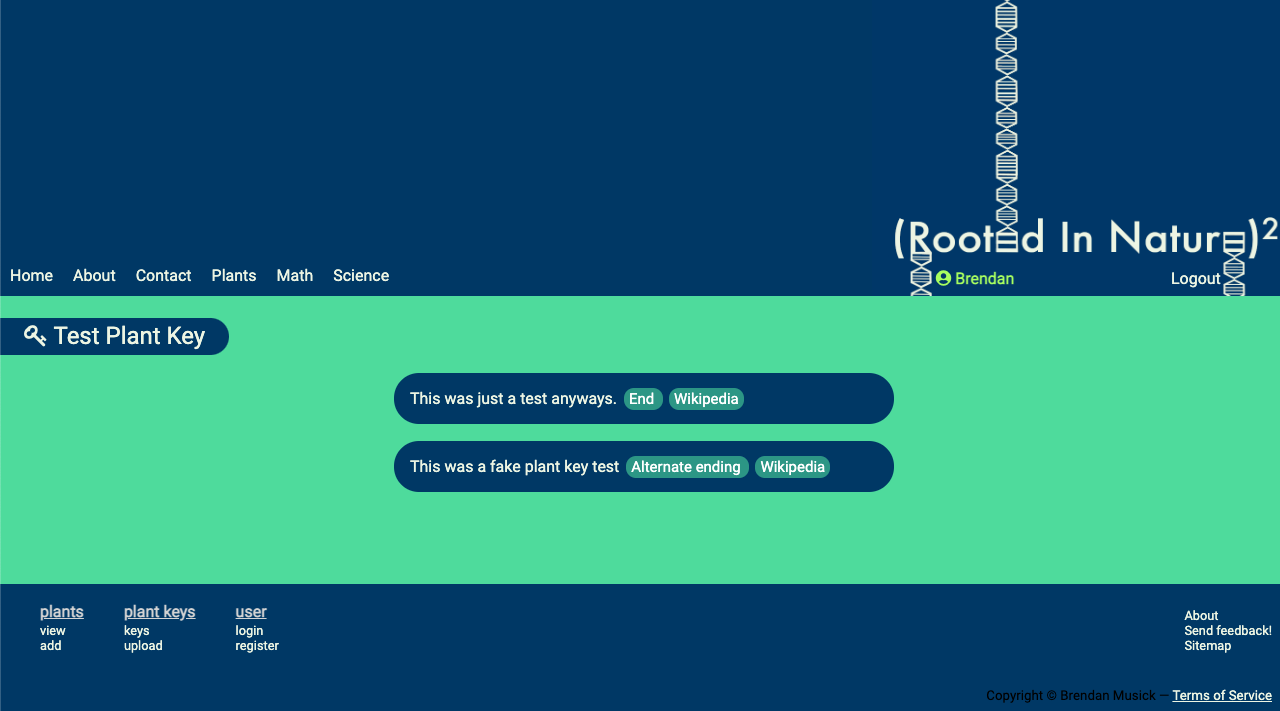 (Rooted In Nature)²
Home About Contact Plants Math Science
Brendan Logout
Test Plant Key
This was just a test anyways. End Wikipedia
This was a fake plant key test Alternate ending Wikipedia
plants plant keys user
view keys login
add upload register
About
Send feedback!
Sitemap
Copyright © Brendan Musick — Terms of Service